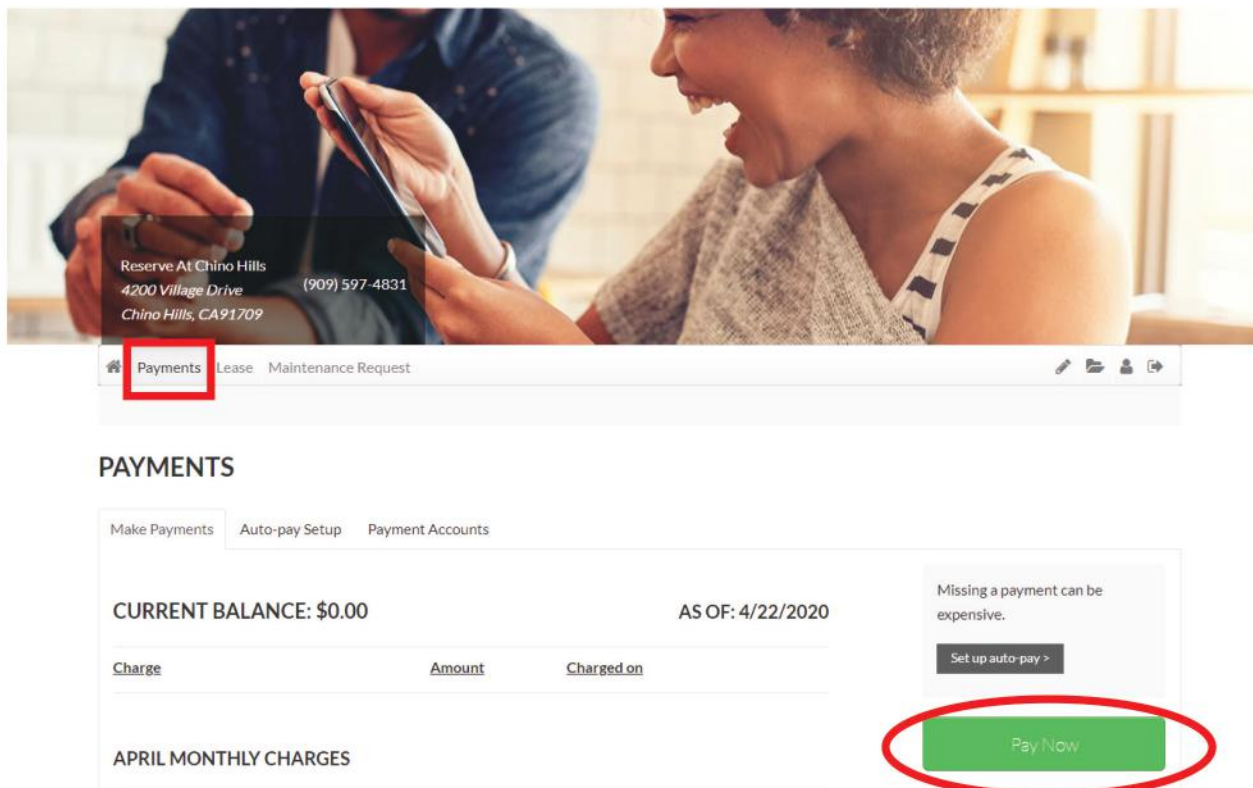 Reserve At Chino Hills
4200 Village Drive
Chino Hills, CA91709
(909) 597-4831
Payments Lease Maintenance Request
PAYMENTS
Make Payments Auto-pay Setup Payment Accounts
CURRENT BALANCE: $0.00 AS OF: 4/22/2020
Charge Amount Charged on
APRIL MONTHLY CHARGES
Missing a payment can be
expensive.
Set up auto-pay >
Pay Now